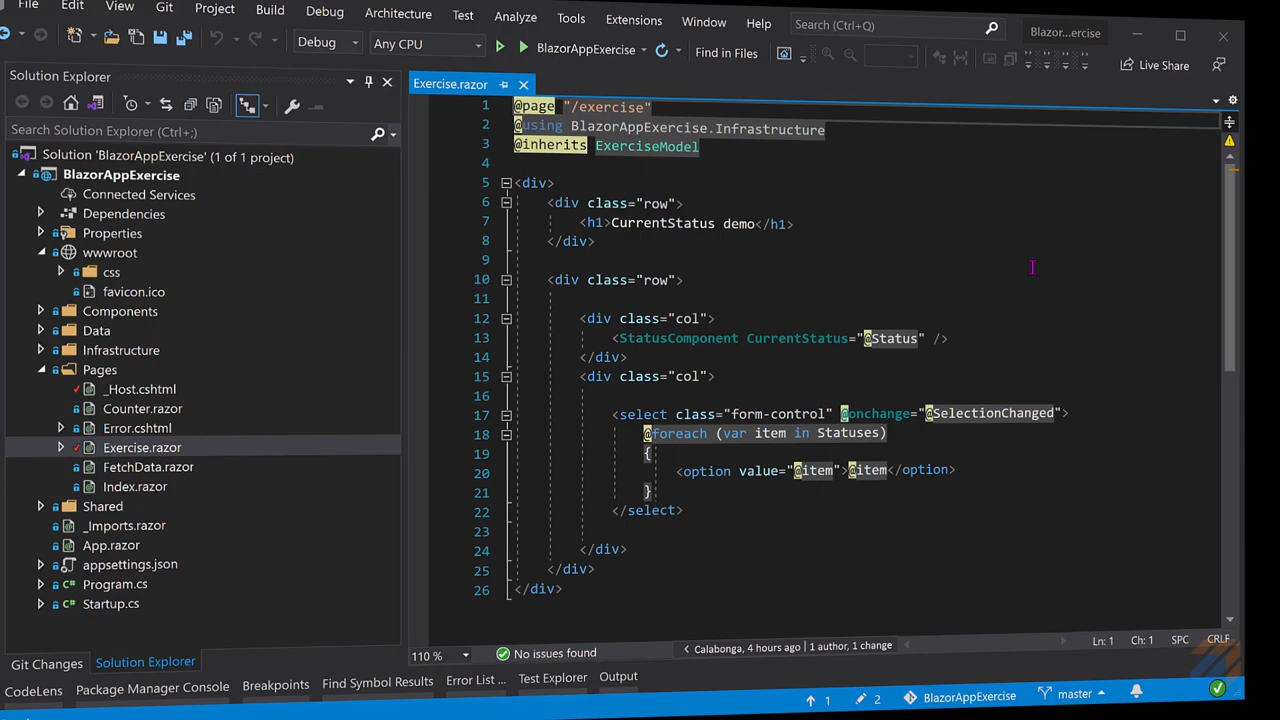 File Edit View Git Project Build Debug Architecture Test Analyze Tools Extensions Window Help Search (Ctrl+Q) Blazor...ercise
Debug Any CPU BlazorAppExercise Find in Files Live Share
Solution Explorer
Search Solution Explorer (Ctrl+;)
Solution 'BlazorAppExercise' (1 of 1 project)
BlazorAppExercise
Connected Services
Dependencies
Properties
wwwroot
css
favicon.ico
Components
Data
Infrastructure
Pages
_Host.cshtml
Counter.razor
Error.cshtml
Exercise.razor
FetchData.razor
Index.razor
Shared
_Imports.razor
App.razor
appsettings.json
Program.cs
Startup.cs
Git Changes Solution Explorer
Exercise.razor
1 @page "/exercise"
2 @using BlazorAppExercise.Infrastructure
3 @inherits ExerciseModel
4
5 <div>
6 <div class="row">
7 <h1>CurrentStatus demo</h1>
8 </div>
9
10 <div class="row">
11
12 <div class="col">
13 <StatusComponent CurrentStatus="@Status" />
14 </div>
15 <div class="col">
16
17 <select class="form-control" @onchange="@SelectionChanged">
18 @foreach (var item in Statuses)
19 {
20 <option value="@item">@item</option>
21 }
22 </select>
23
24 </div>
25 </div>
26 </div>
110 % No issues found Calabonga, 4 hours ago | 1 author, 1 change Ln: 1 Ch: 1 SPC CRLF
CodeLens Package Manager Console Breakpoints Find Symbol Results Error List ... Test Explorer Output
1 2 BlazorAppExercise master